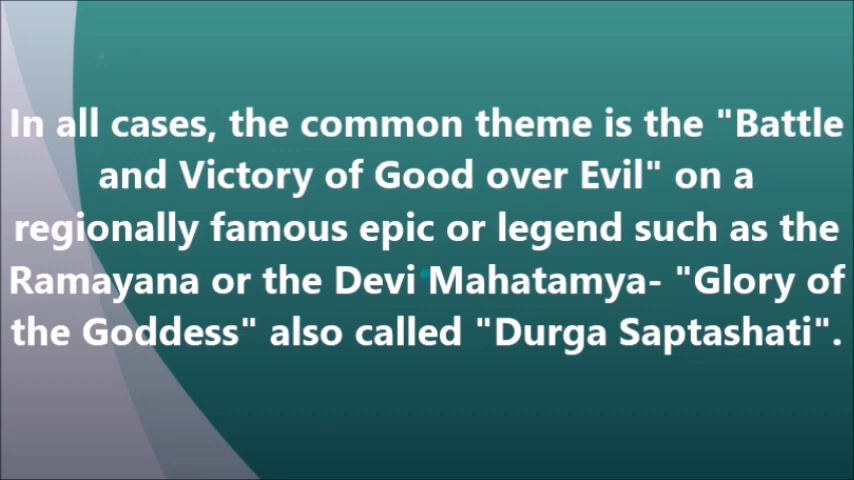 In all cases, the common theme is the "Battle
and Victory of Good over Evil" on a
regionally famous epic or legend such as the
Ramayana or the Devi Mahatamya- "Glory of
the Goddess" also called "Durga Saptashati".